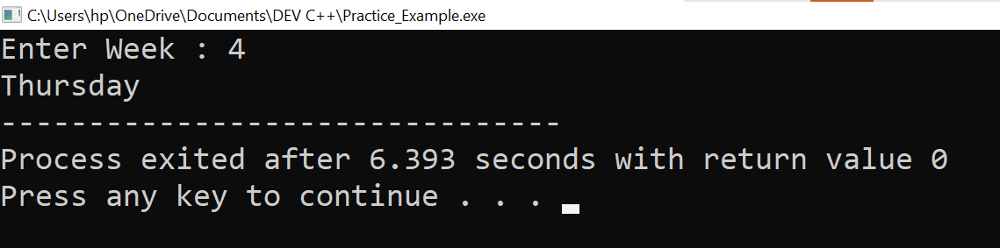 C:\Users\hp\OneDrive\Documents\DEV C++\Practice_Example.exe
Enter Week : 4
Thursday
--------------------------------
Process exited after 6.393 seconds with return value 0
Press any key to continue . . .